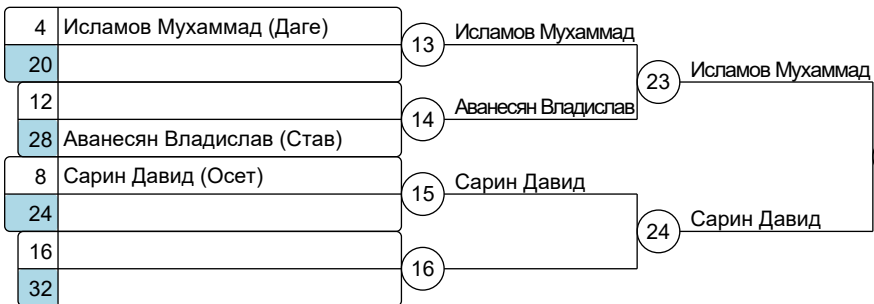 4 Исламов Мухаммад (Даге)
20
12
28 Аванесян Владислав (Став)
8 Сарин Давид (Осет)
24
16
32
13 Исламов Мухаммад
14 Аванесян Владислав
15 Сарин Давид
16
23 Исламов Мухаммад
24 Сарин Давид